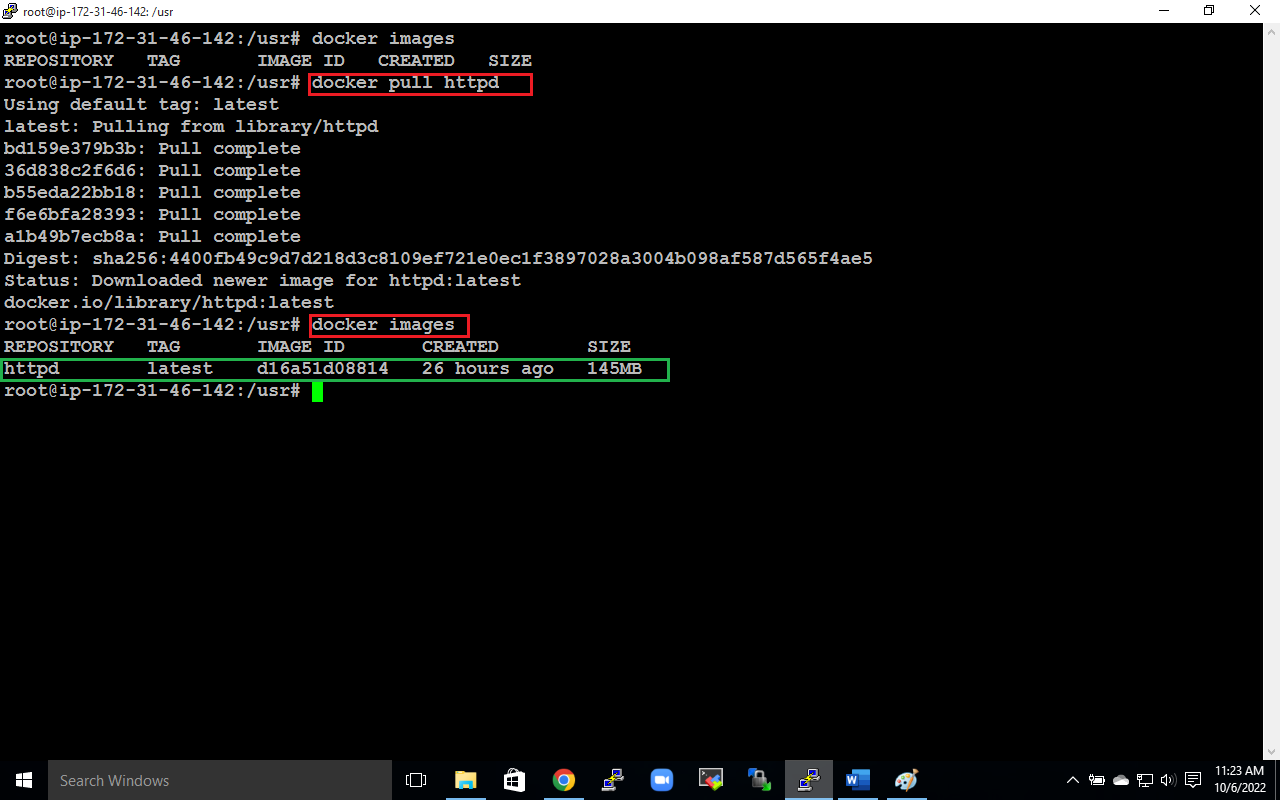 root@ip-172-31-46-142: /usr
root@ip-172-31-46-142:/usr# docker images
REPOSITORY   TAG       IMAGE ID   CREATED   SIZE
root@ip-172-31-46-142:/usr# docker pull httpd
Using default tag: latest
latest: Pulling from library/httpd
bd159e379b3b: Pull complete
36d838c2f6d6: Pull complete
b55eda22bb18: Pull complete
f6e6bfa28393: Pull complete
a1b49b7ecb8a: Pull complete
Digest: sha256:4400fb49c9d7d218d3c8109ef721e0ec1f3897028a3004b098af587d565f4ae5
Status: Downloaded newer image for httpd:latest
docker.io/library/httpd:latest
root@ip-172-31-46-142:/usr# docker images
REPOSITORY   TAG       IMAGE ID       CREATED        SIZE
httpd        latest    d16a51d08814   26 hours ago   145MB
root@ip-172-31-46-142:/usr#
Search Windows
11:23 AM
10/6/2022